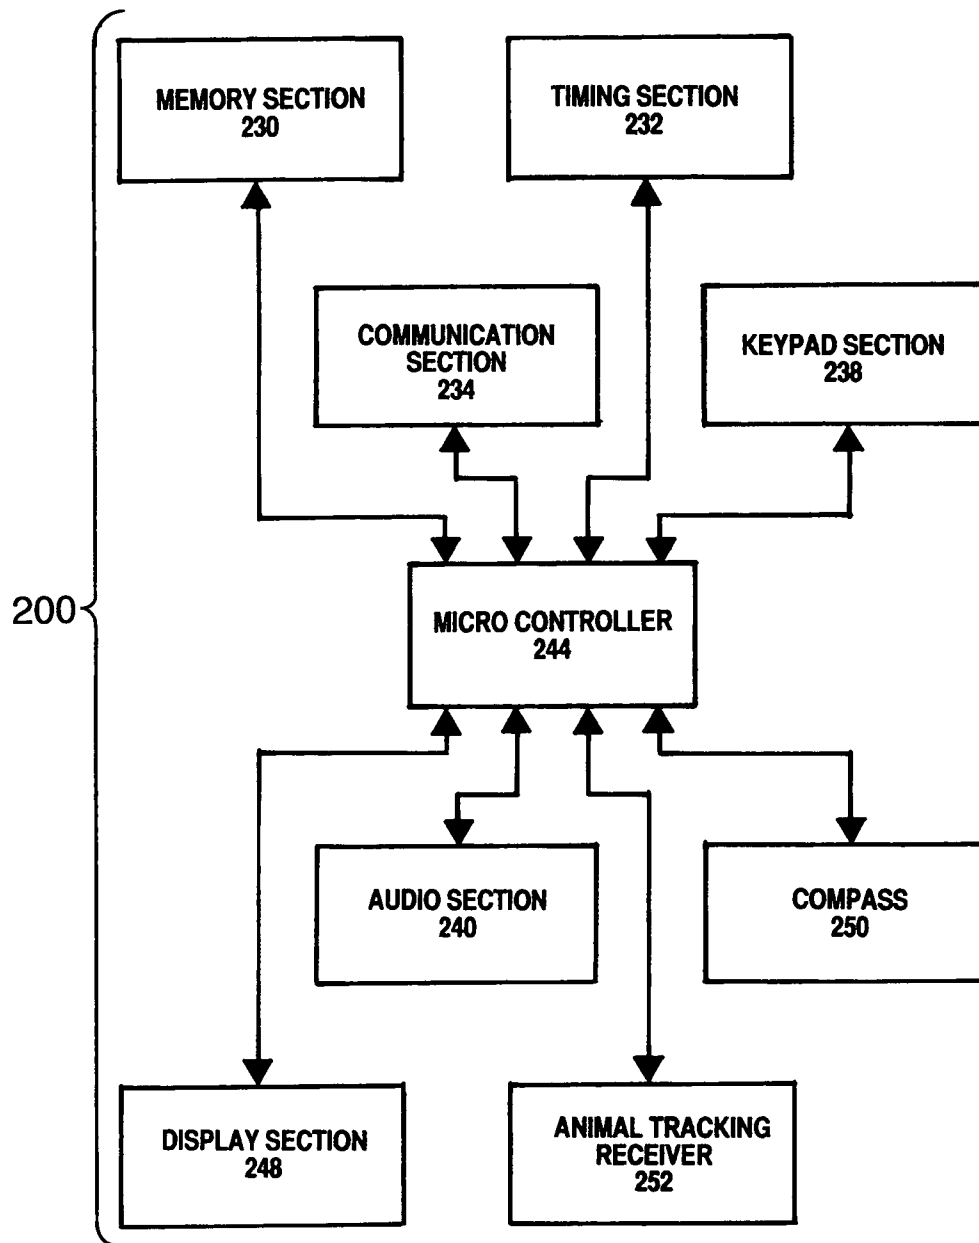 MEMORY SECTION
230
TIMING SECTION
232
COMMUNICATION
SECTION
234
KEYPAD SECTION
238
200
MICRO CONTROLLER
244
AUDIO SECTION
240
COMPASS
250
DISPLAY SECTION
248
ANIMAL TRACKING
RECEIVER
252